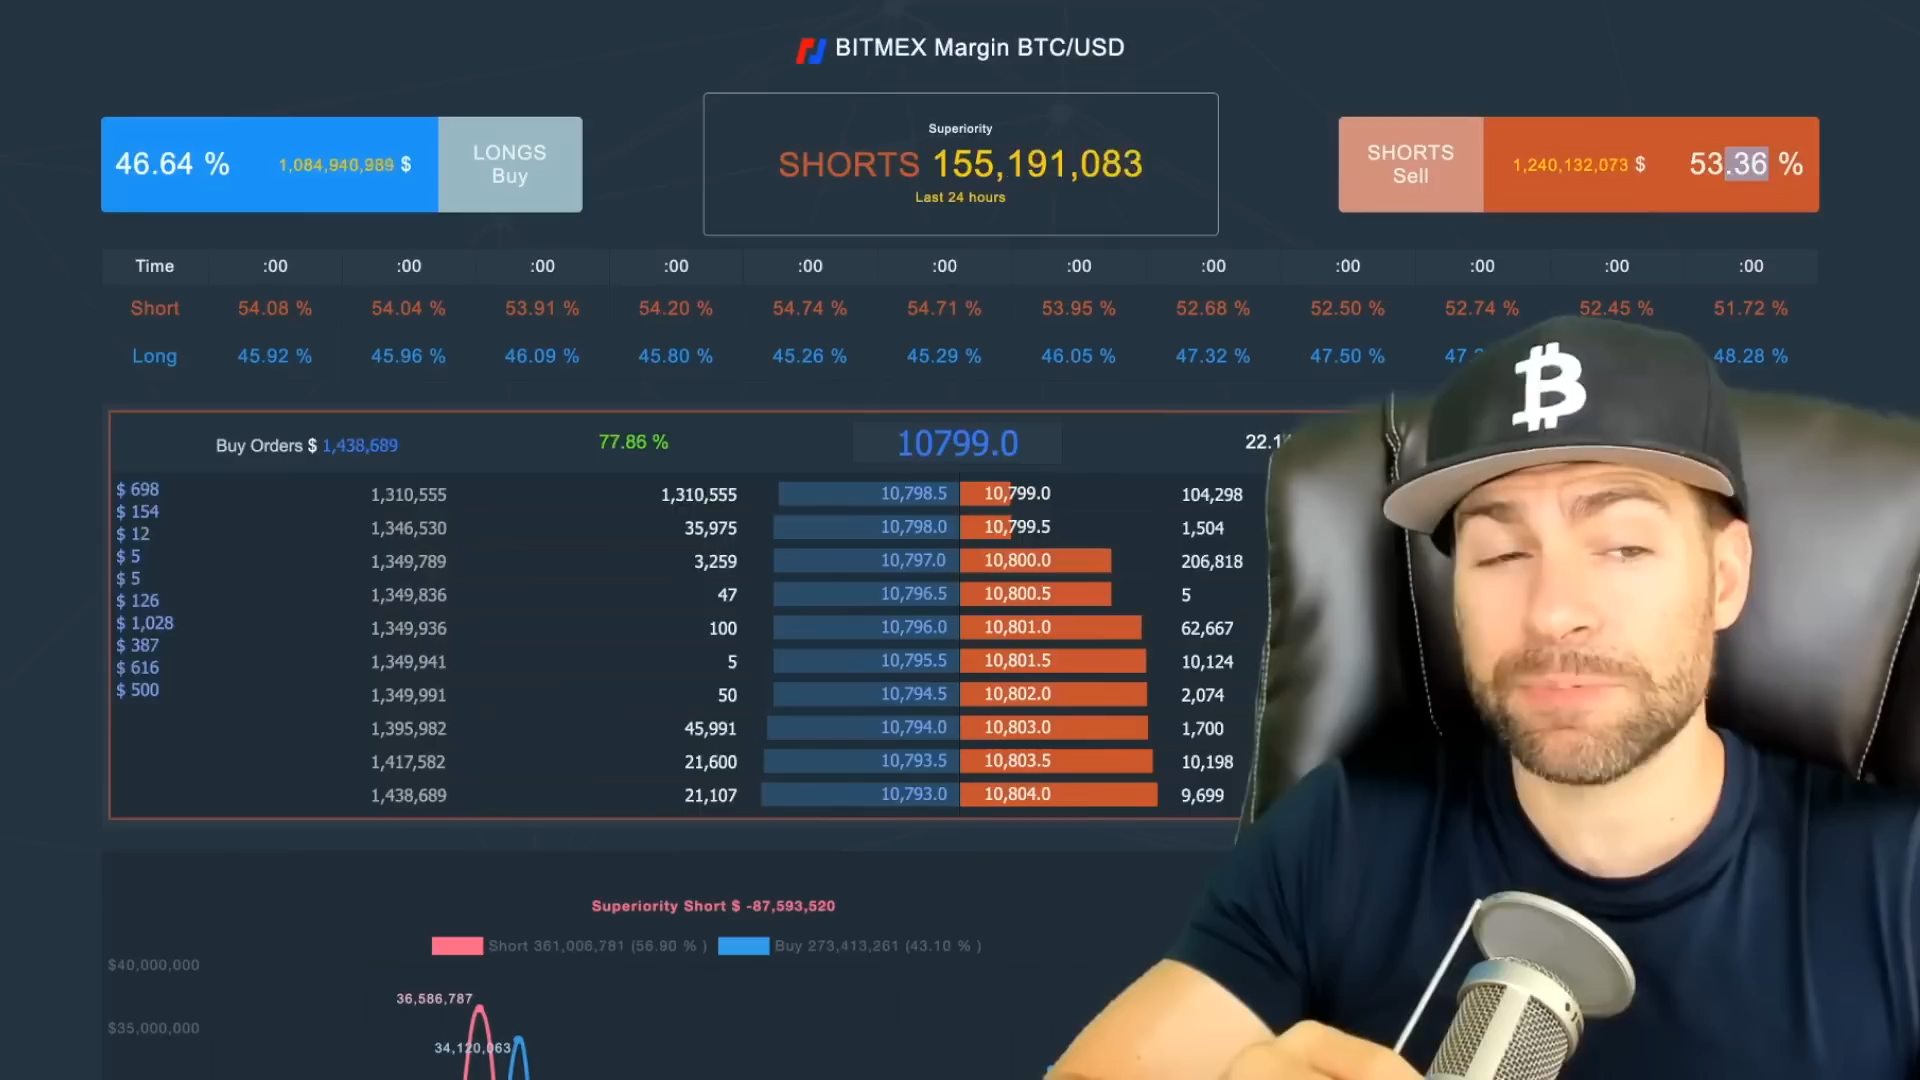 BITMEX Margin BTC/USD
46.64 % 1,084,940,989 $ LONGS Buy
Superiority
SHORTS 155,191,083
Last 24 hours
SHORTS Sell 1,240,132,073 $ 53.36 %
Time :00 :00 :00 :00 :00 :00 :00 :00 :00 :00 :00 :00
Short 54.08 % 54.04 % 53.91 % 54.20 % 54.74 % 54.71 % 53.95 % 52.68 % 52.50 % 52.74 % 52.45 % 51.72 %
Long 45.92 % 45.96 % 46.09 % 45.80 % 45.26 % 45.29 % 46.05 % 47.32 % 47.50 % 48.28 %
Buy Orders $ 1,438,689 77.86 % 10799.0
$ 698 1,310,555 1,310,555 10,798.5 10,799.0 104,298
$ 154 1,346,530 35,975 10,798.0 10,799.5 1,504
$ 12 1,349,789 3,259 10,797.0 10,800.0 206,818
$ 5 1,349,836 47 10,796.5 10,800.5 5
$ 5 1,349,936 100 10,796.0 10,801.0 62,667
$ 126 1,349,941 5 10,795.5 10,801.5 10,124
$ 1,028 1,349,991 50 10,794.5 10,802.0 2,074
$ 387 1,395,982 45,991 10,794.0 10,803.0 1,700
$ 616 1,417,582 21,600 10,793.5 10,803.5 10,198
$ 500 1,438,689 21,107 10,793.0 10,804.0 9,699
Superiority Short $ -87,593,520
Short 361,006,781 (56.90 % ) Buy 273,413,261 (43.10 % )
$40,000,000
36,586,787
$35,000,000
34,120,063